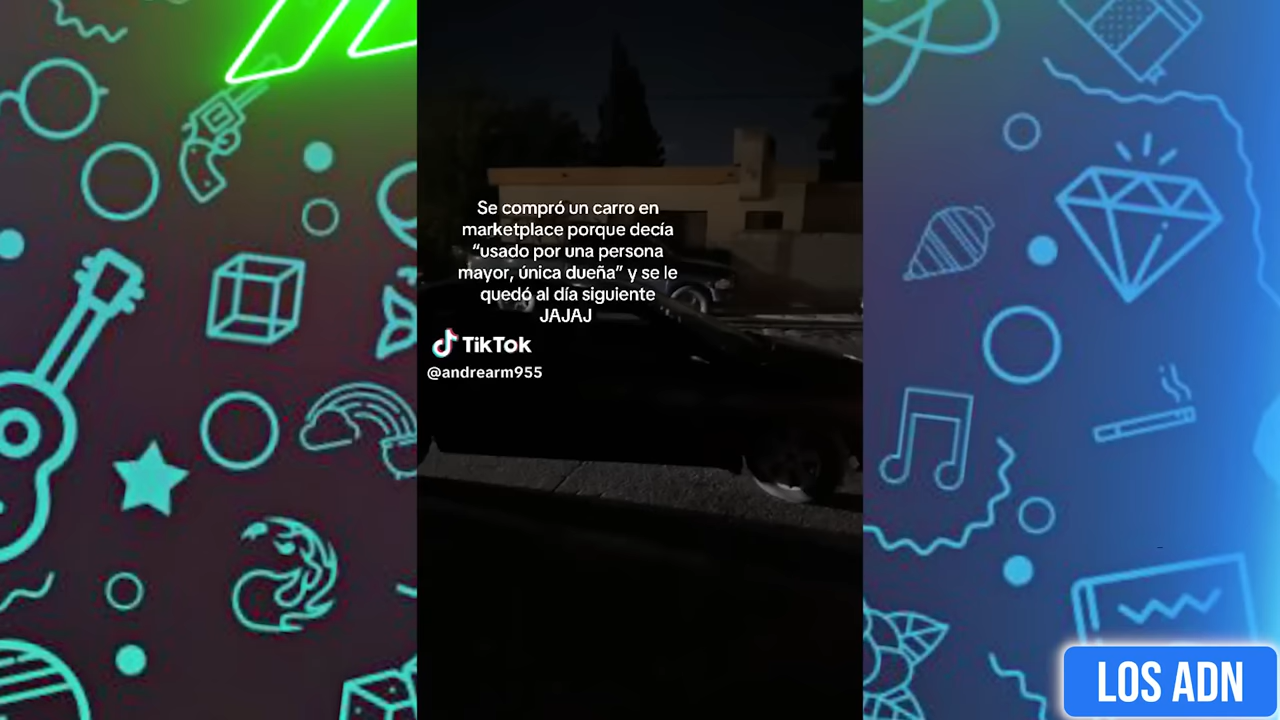 Se compró un carro en
marketplace porque decía
“usado por una persona
mayor, única dueña” y se le
quedó al día siguiente
JAJAJ
TikTok
@andrearm955
LOS ADN